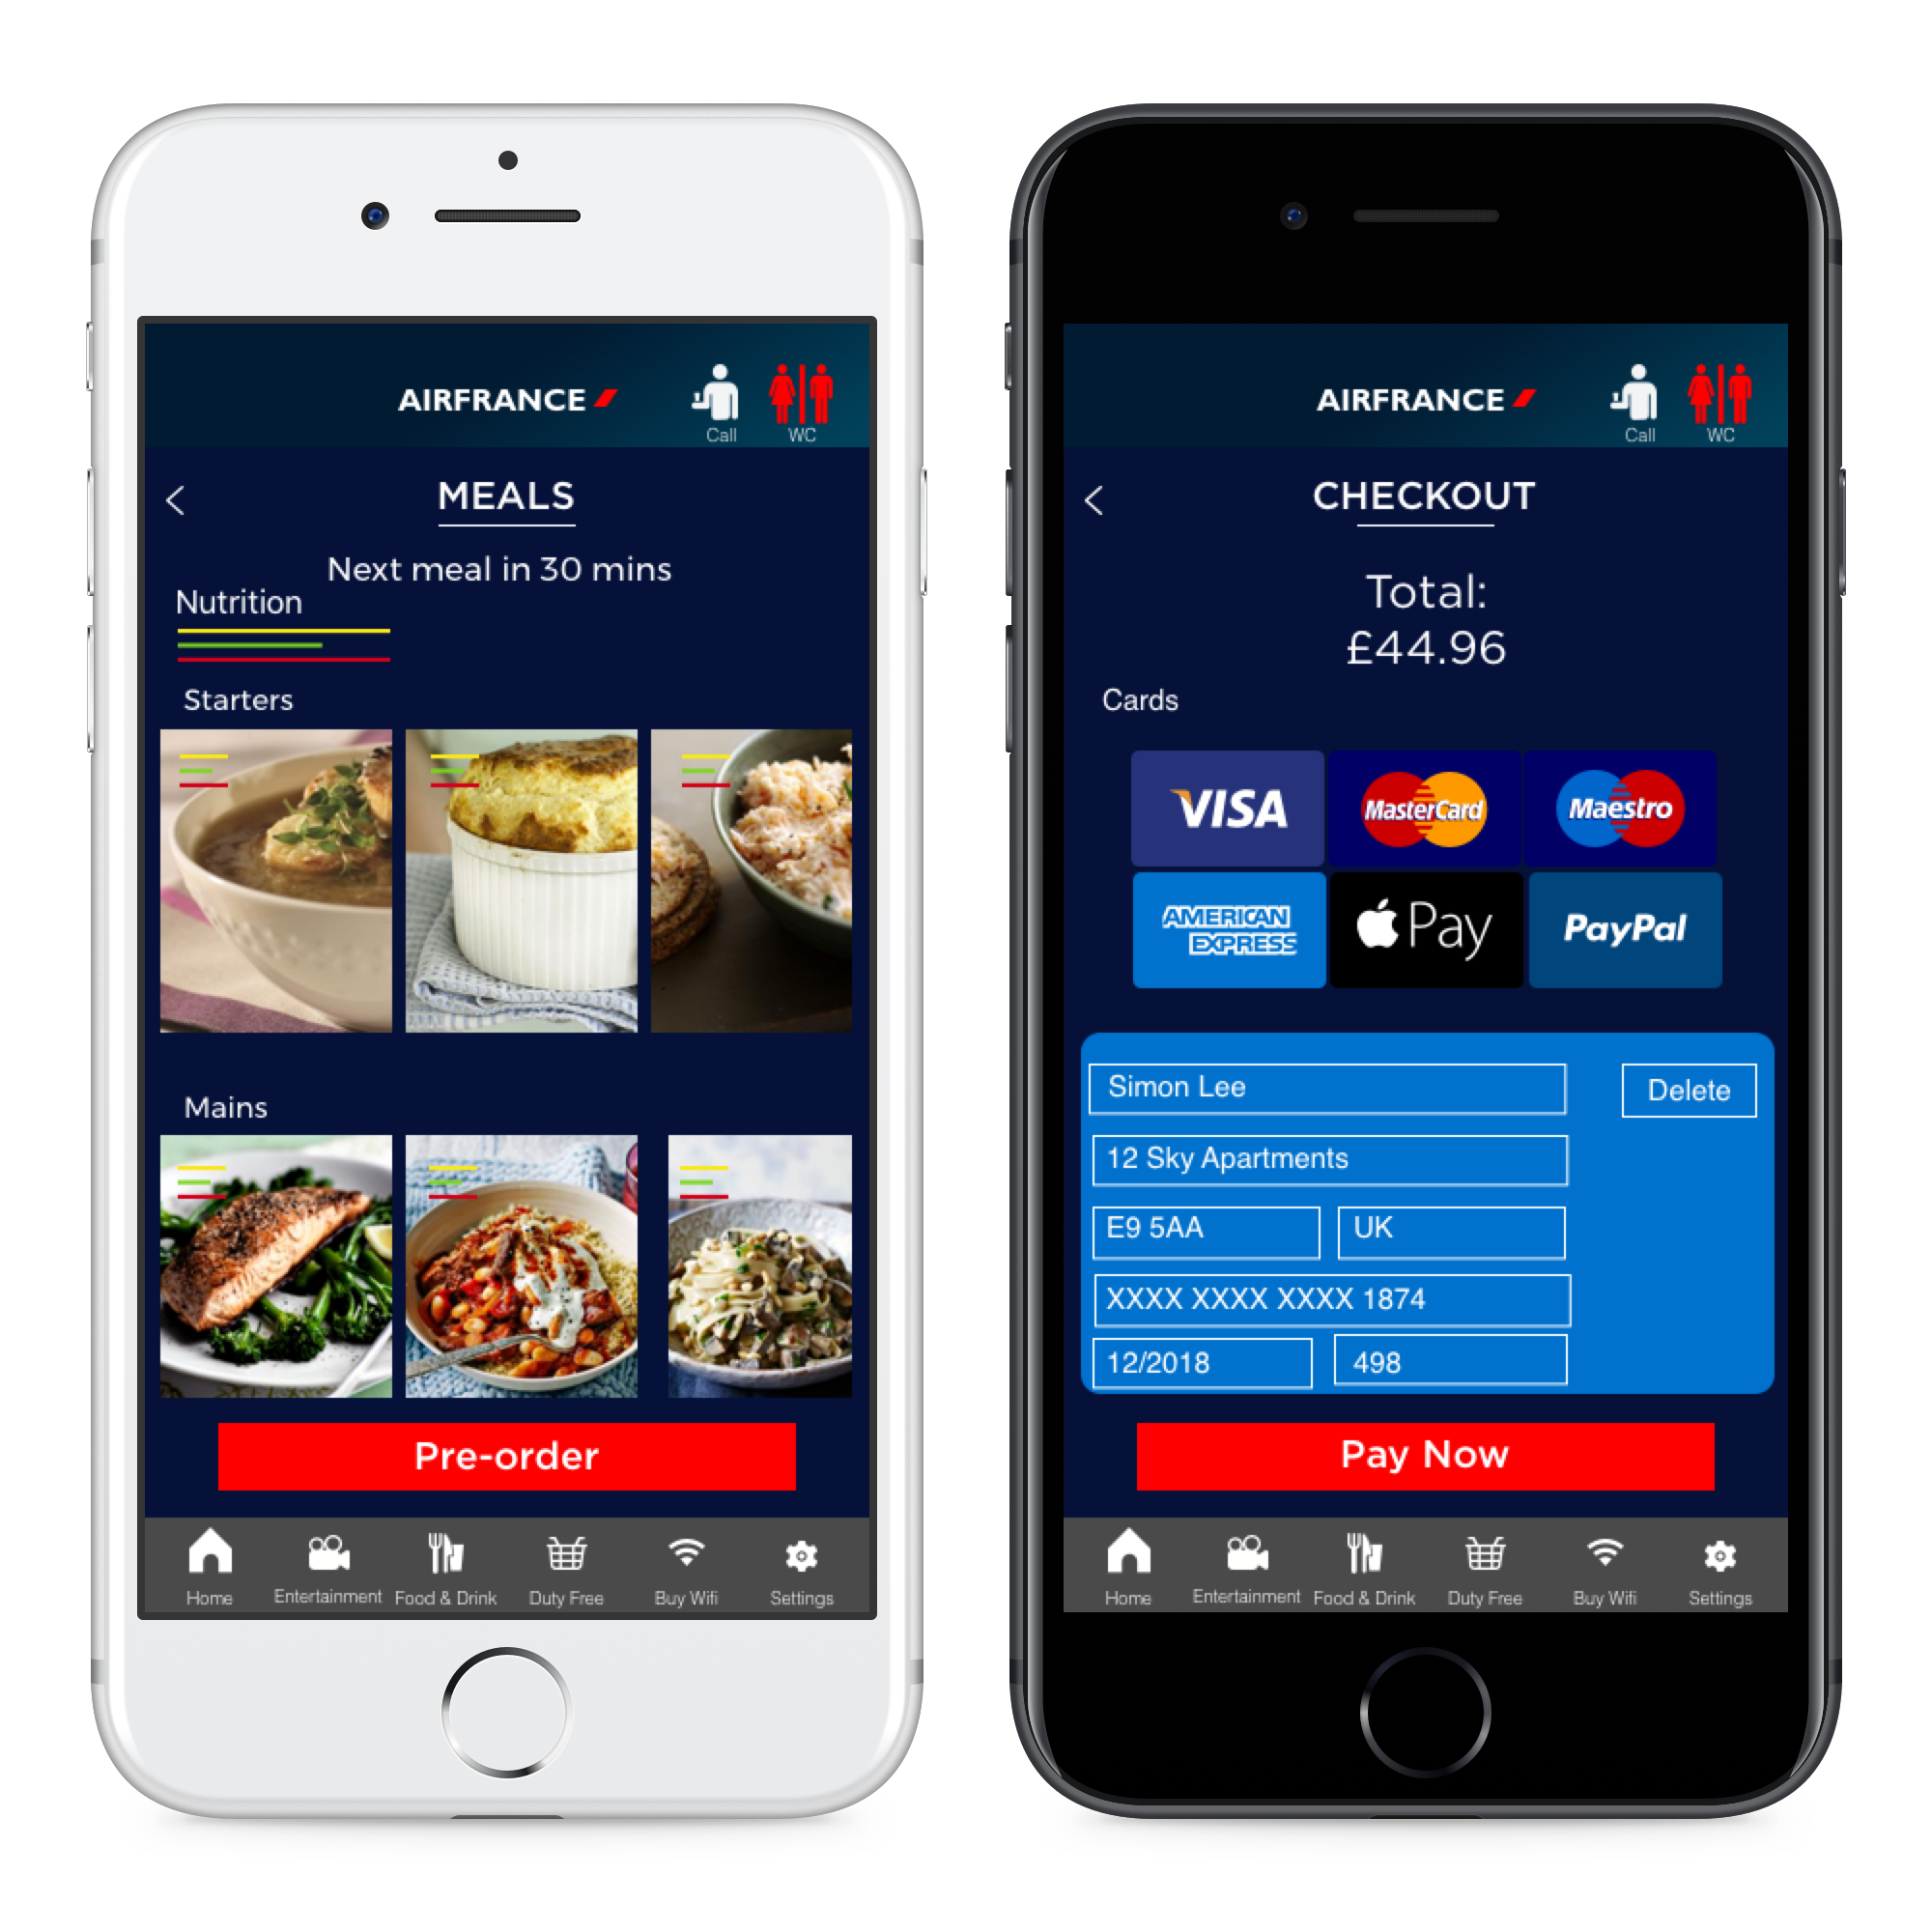 AIRFRANCE
Call
WC
MEALS
Next meal in 30 mins
Nutrition
Starters
Mains
Pre-order
Home
Entertainment
Food & Drink
Duty Free
Buy Wifi
Settings
AIRFRANCE
Call
WC
CHECKOUT
Total:
£44.96
Cards
VISA
MasterCard
Maestro
AMERICAN
EXPRESS
Pay
PayPal
Simon Lee
Delete
12 Sky Apartments
E9 5AA
UK
XXXX XXXX XXXX 1874
12/2018
498
Pay Now
Home
Entertainment
Food & Drink
Duty Free
Buy Wifi
Settings